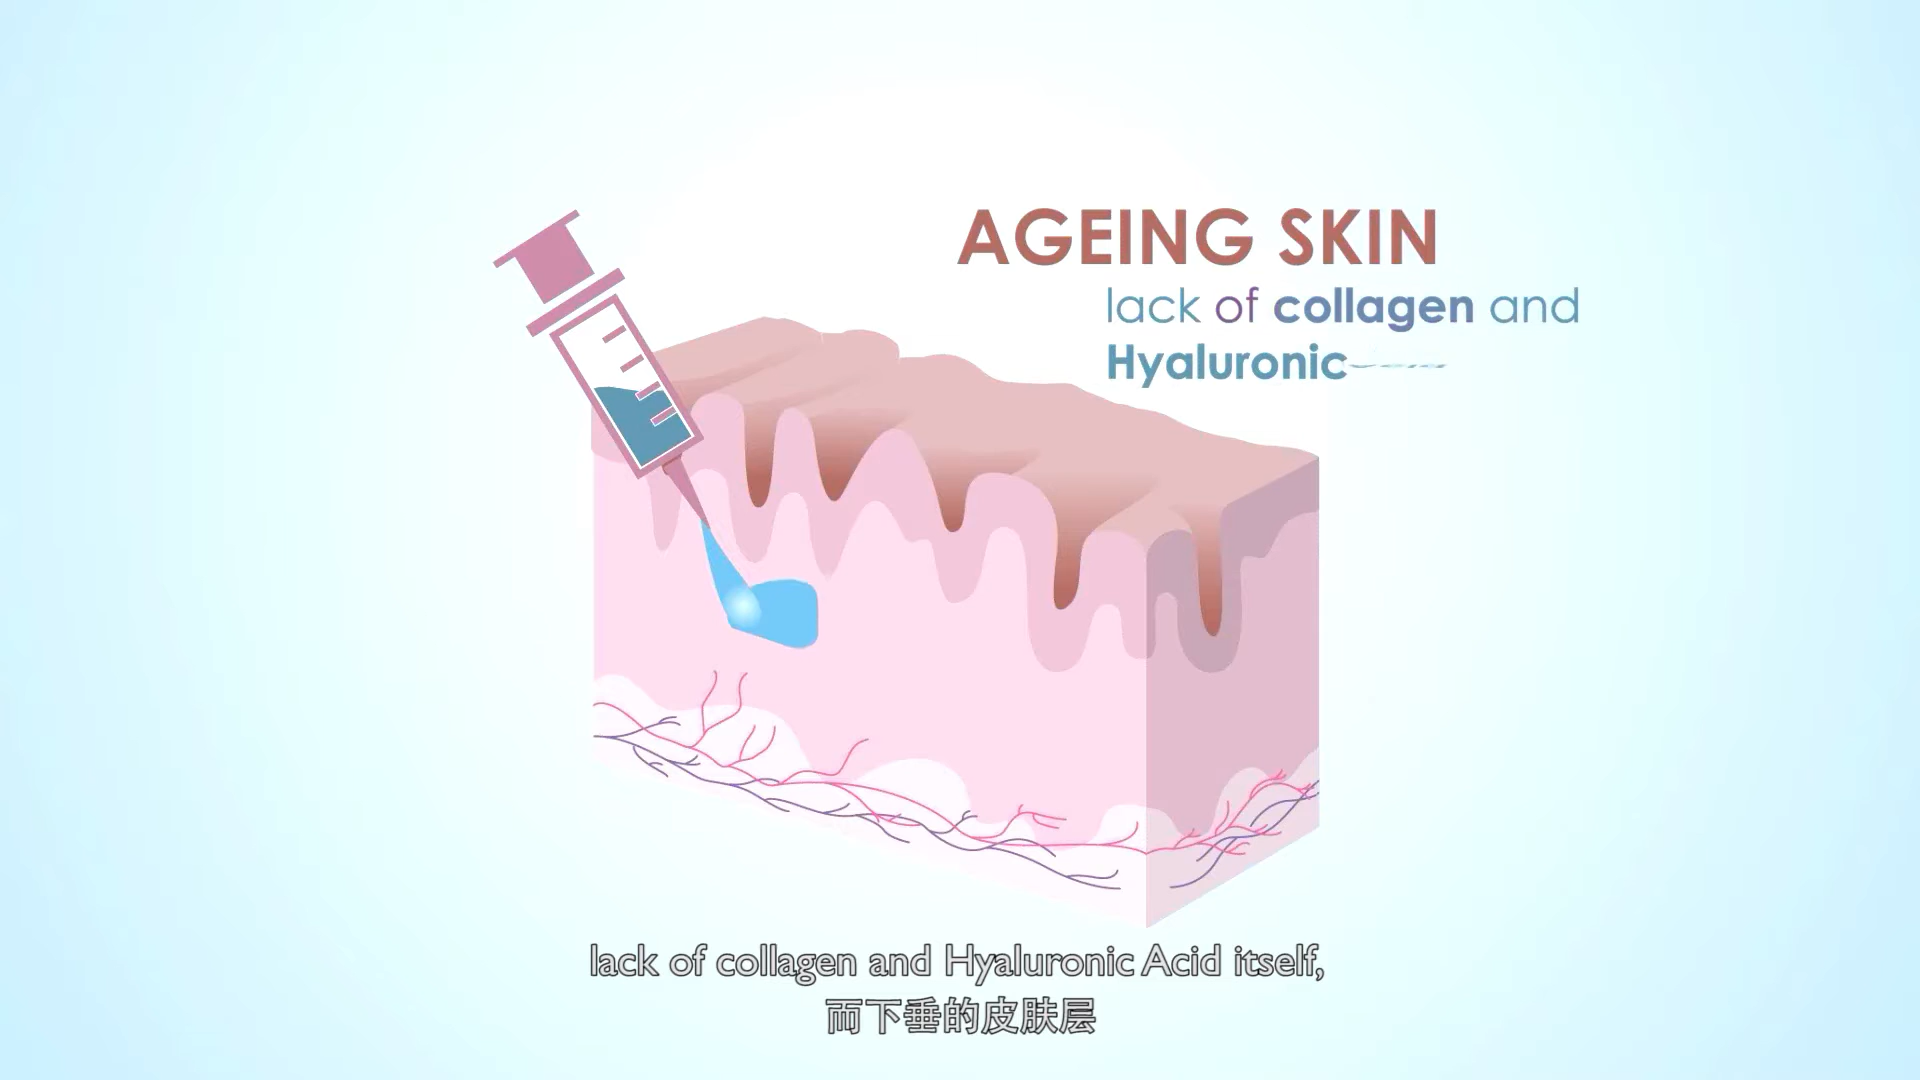 AGEING SKIN
lack of collagen and
Hyaluronic
lack of collagen and Hyaluronic Acid itself,
而下垂的皮肤层